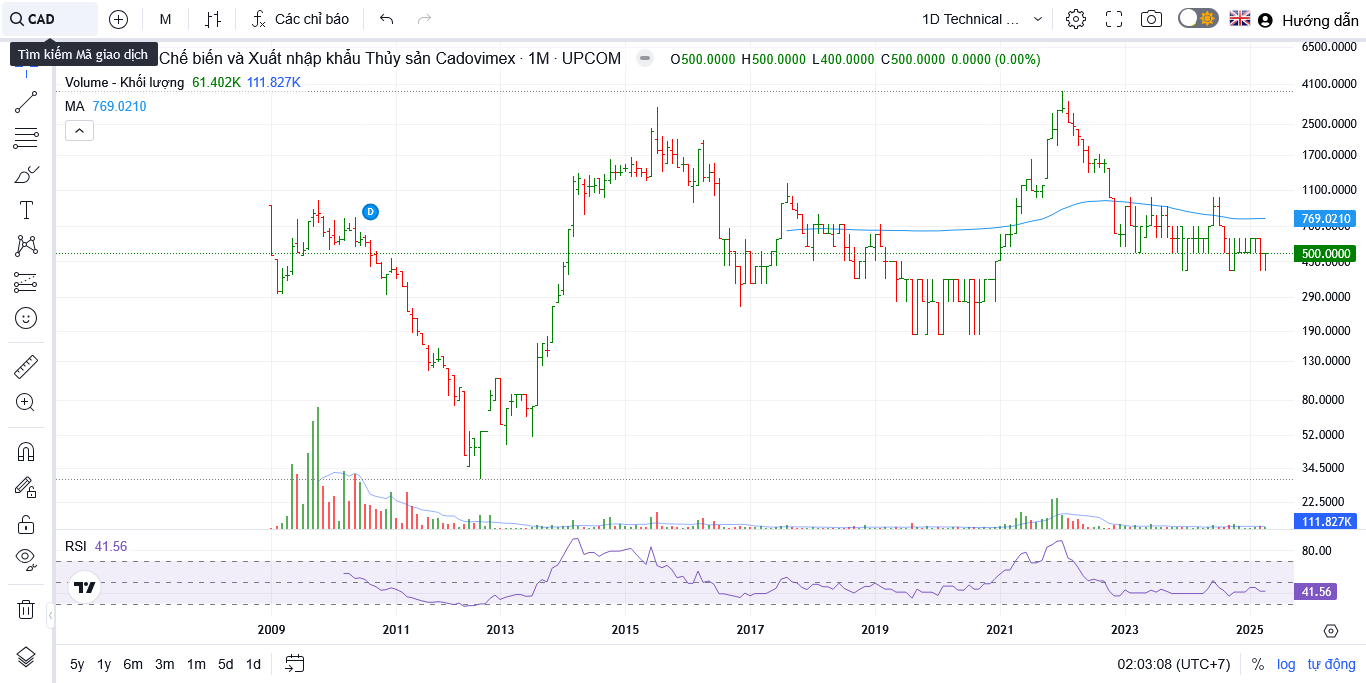 CAD
M
Các chỉ báo
1D Technical ...
Hướng dẫn
Tìm kiếm Mã giao dịch
Chế biến và Xuất nhập khẩu Thủy sản Cadovimex · 1M · UPCOM
O500.0000 H500.0000 L400.0000 C500.0000 0.0000 (0.00%)
Volume - Khối lượng 61.402K 111.827K
MA 769.0210
D
6500.0000
4100.0000
2500.0000
1700.0000
1100.0000
769.0210
500.0000
290.0000
190.0000
130.0000
80.0000
52.0000
34.5000
22.5000
111.827K
RSI 41.56
80.00
41.56
2009 2011 2013 2015 2017 2019 2021 2023 2025
5y 1y 6m 3m 1m 5d 1d
02:03:08 (UTC+7) % log tự động